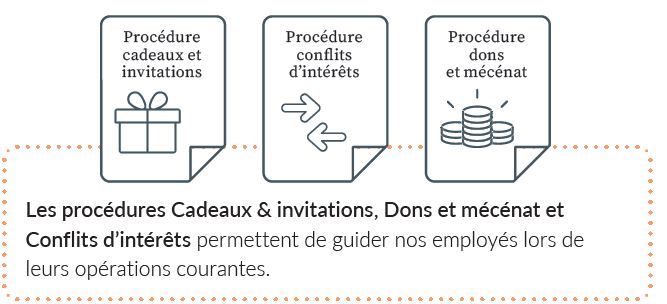 Procédure
cadeaux et
invitations
Procédure
conflits
d’intérêts
Procédure
dons
et mécénat
Les procédures Cadeaux & invitations, Dons et mécénat et
Conflits d’intérêts permettent de guider nos employés lors de
leurs opérations courantes.